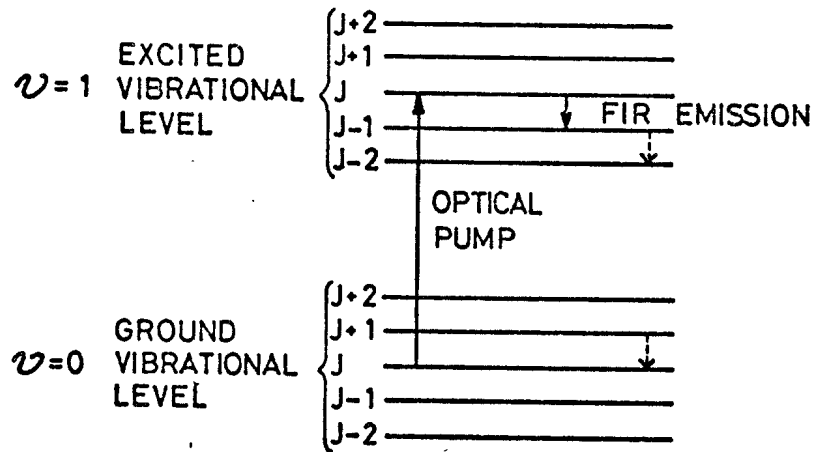 J+2
EXCITED
J+1
𝓋=1 VIBRATIONAL
J
LEVEL
J-1
FIR EMISSION
J-2
OPTICAL
PUMP
J+2
GROUND
J+1
𝓋=0 VIBRATIONAL
J
LEVEL
J-1
J-2